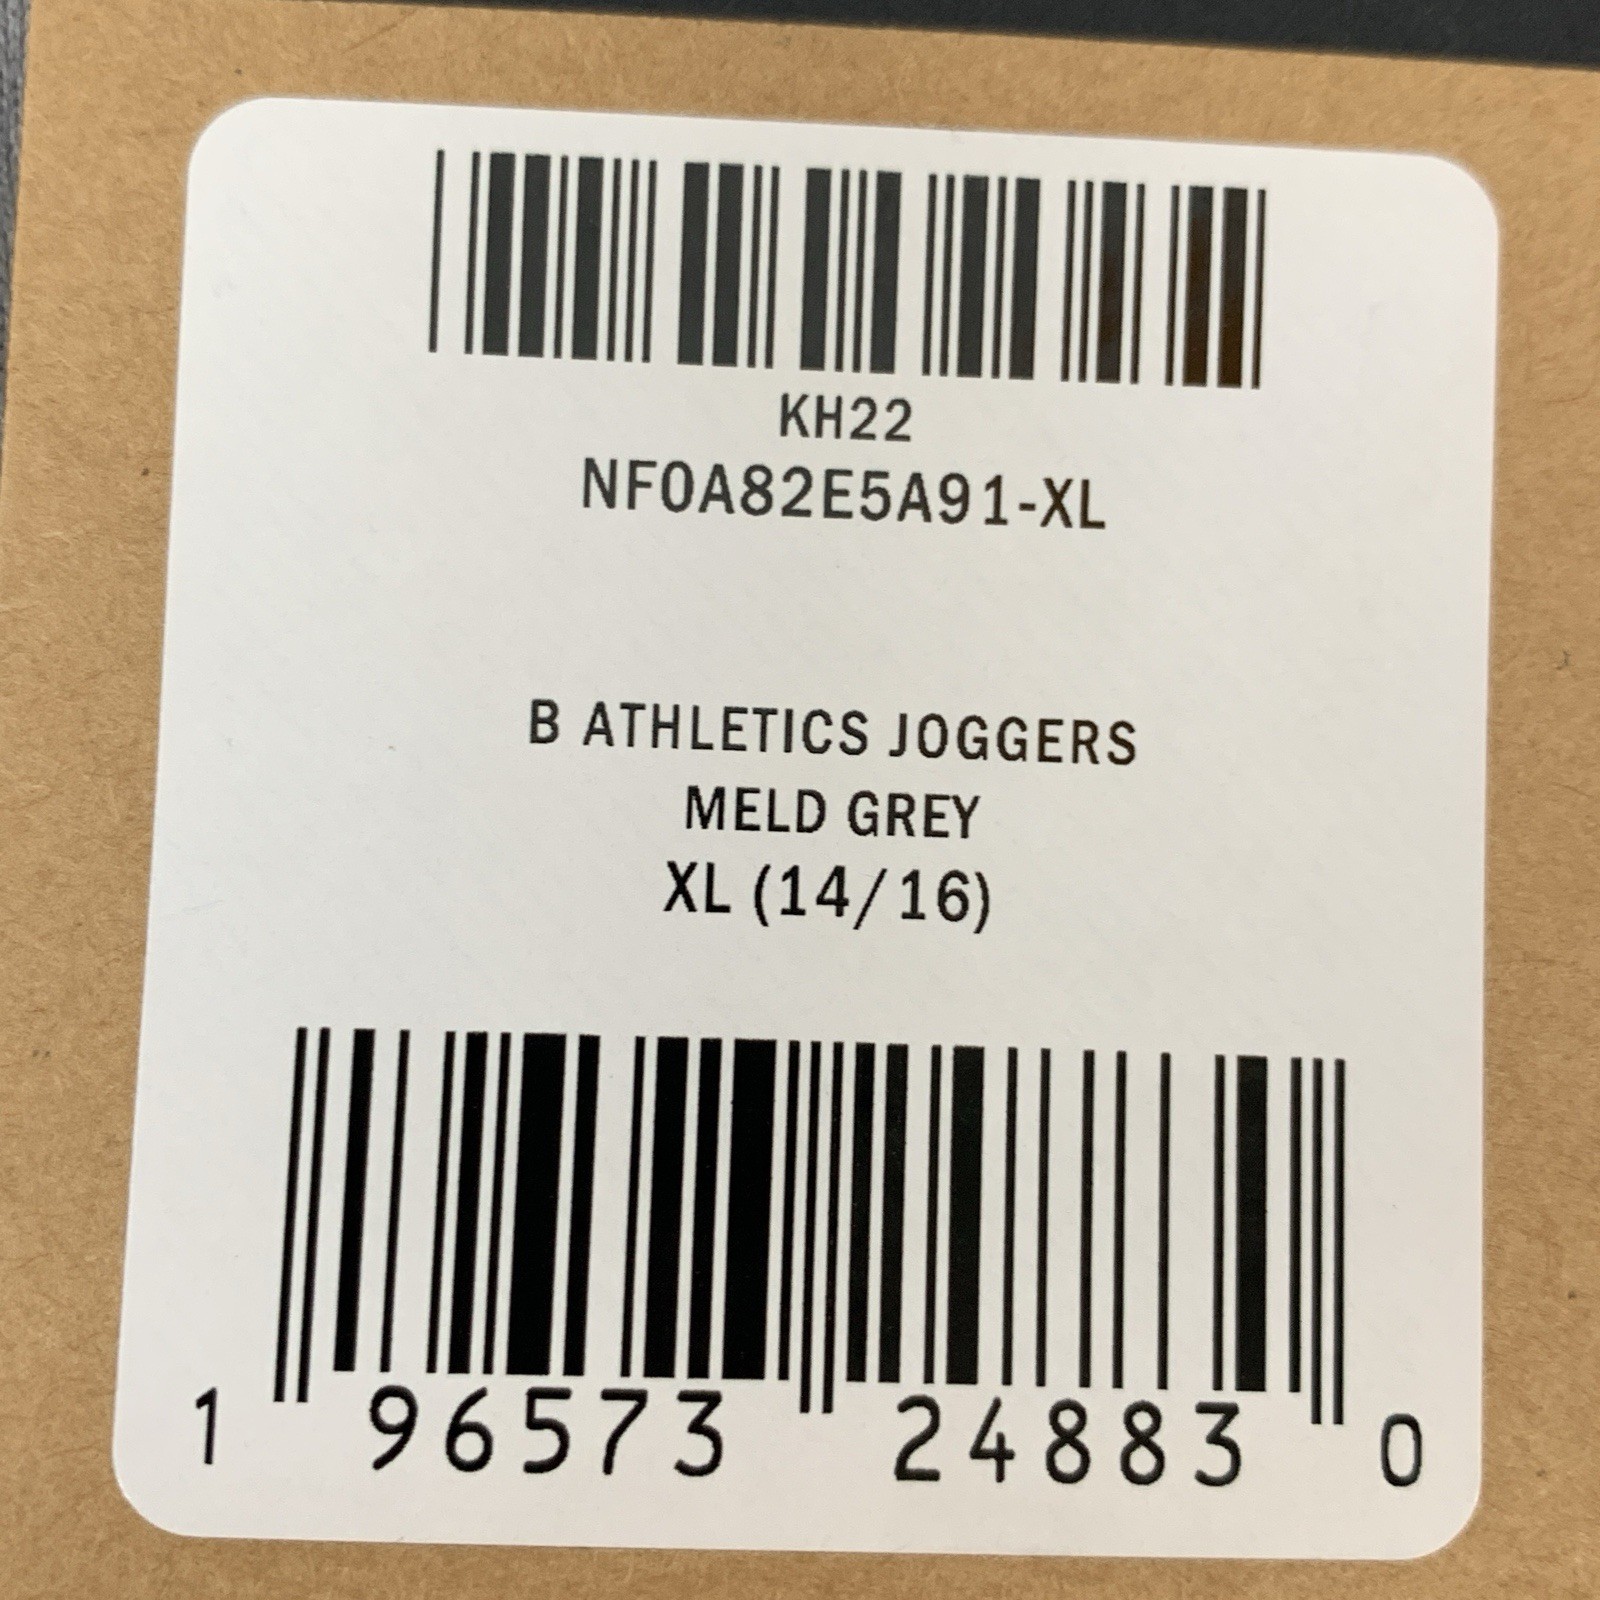 KH22
NF0A82E5A91-XL
B ATHLETICS JOGGERS
MELD GREY
XL (14/16)
1 96573 24883 0